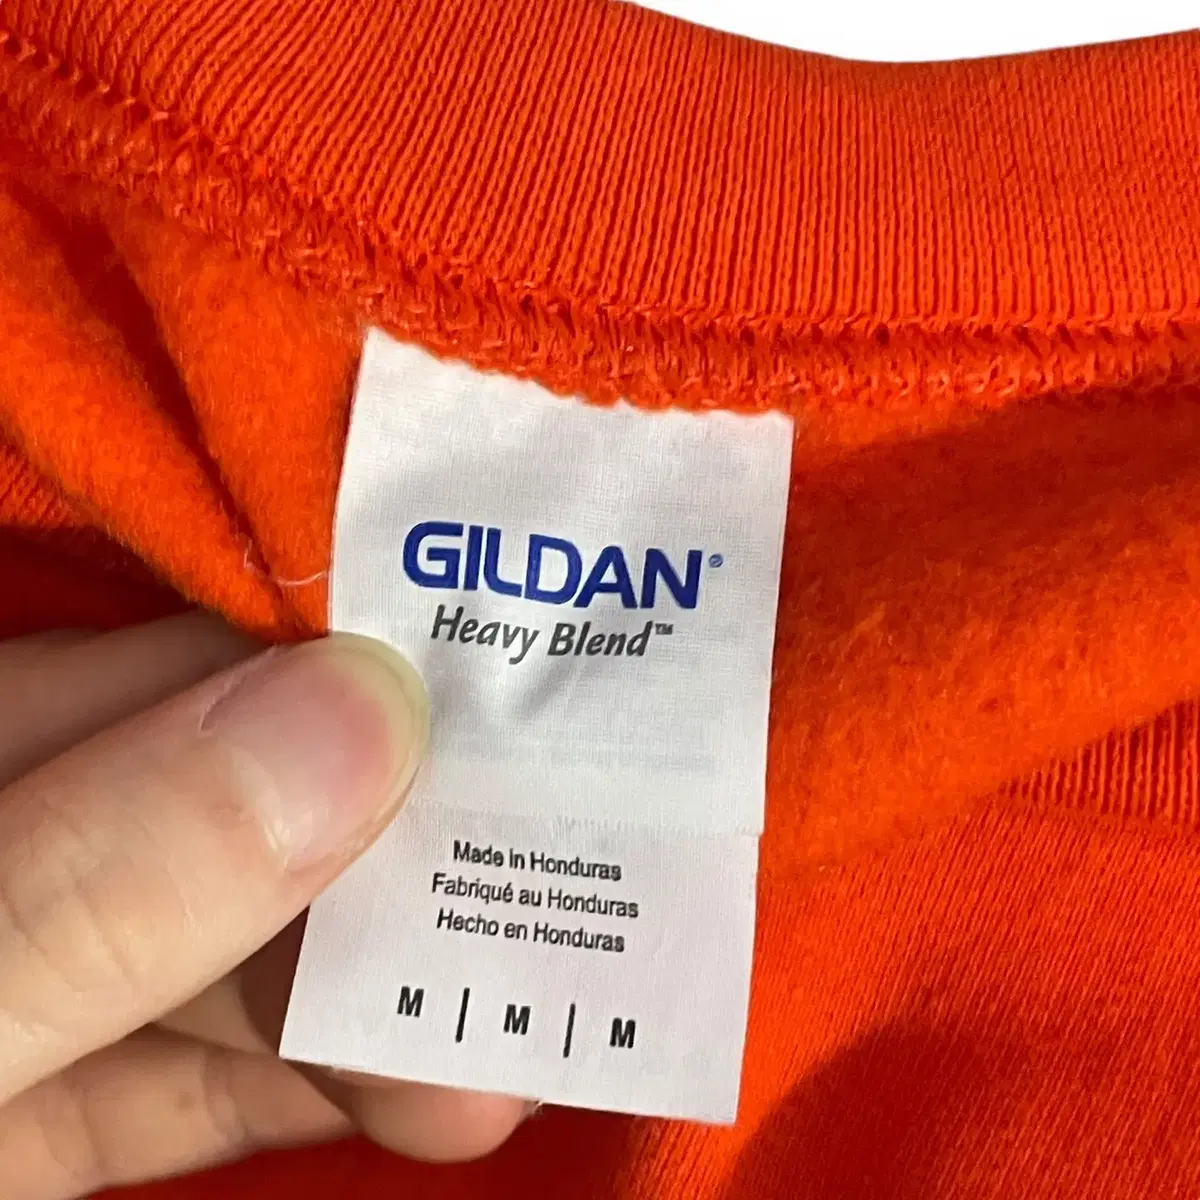 GILDAN®
Heavy Blend™
Made in Honduras
Fabriqué au Honduras
Hecho en Honduras
M | M | M